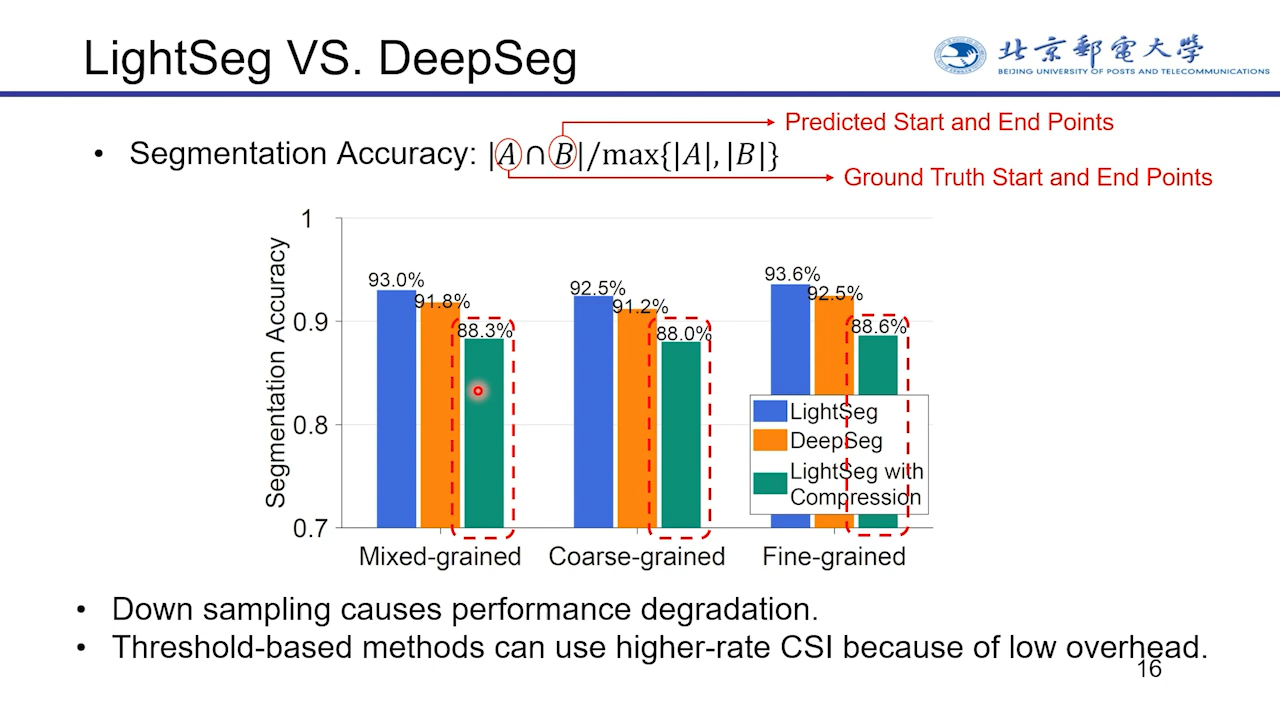 LightSeg VS. DeepSeg
北京郵電大學
BEIJING UNIVERSITY OF POSTS AND TELECOMMUNICATIONS
Predicted Start and End Points
• Segmentation Accuracy: |A ∩ B|/max{|A|, |B|}
Ground Truth Start and End Points
Segmentation Accuracy
1
0.9
0.8
0.7
93.0%
91.8%
88.3%
92.5%
91.2%
88.0%
93.6%
92.5%
88.6%
LightSeg
DeepSeg
LightSeg with
Compression
Mixed-grained
Coarse-grained
Fine-grained
• Down sampling causes performance degradation.
• Threshold-based methods can use higher-rate CSI because of low overhead.
16